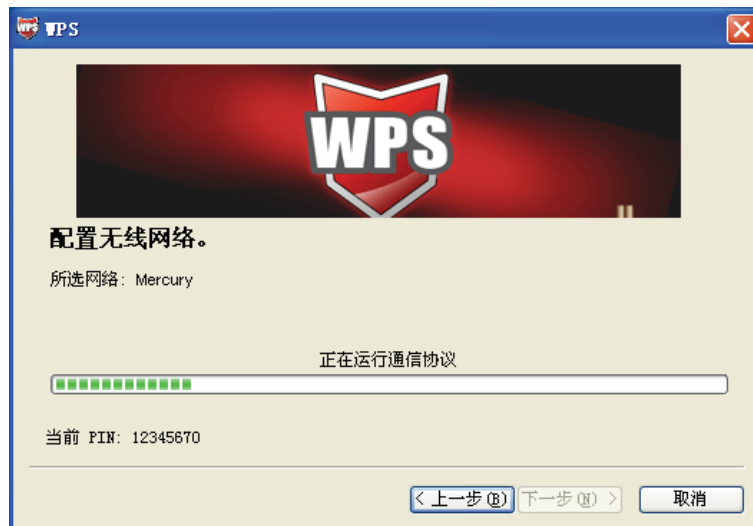 WPS
WPS
配置无线网络。
所选网络: Mercury
正在运行通信协议
当前 PIN: 12345670
< 上一步(B) 下一步(N) > 取消